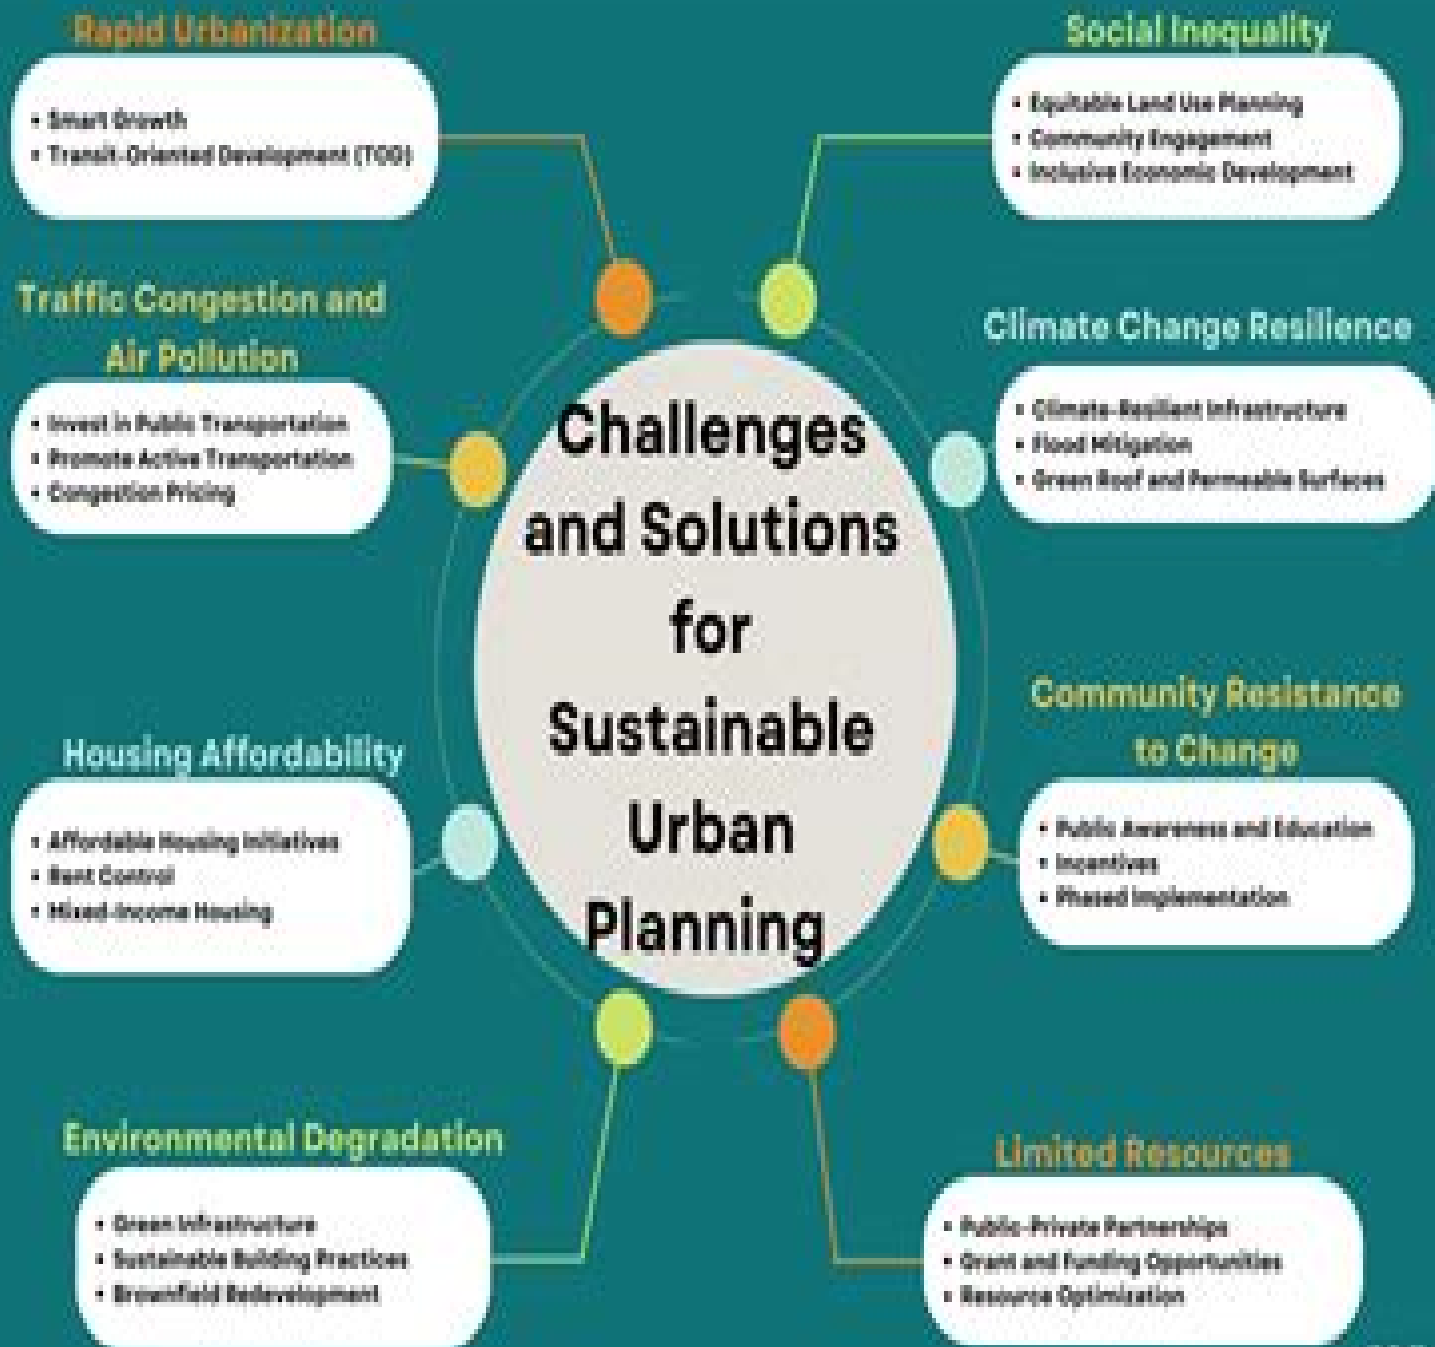 Rapid Urbanization
• Smart Growth
• Transit-Oriented Development (TOD)
Traffic Congestion and
Air Pollution
• Invest in Public Transportation
• Promote Active Transportation
• Congestion Pricing
Housing Affordability
• Affordable Housing Initiatives
• Rent Control
• Mixed-Income Housing
Environmental Degradation
• Green Infrastructure
• Sustainable Building Practices
• Brownfield Redevelopment
Challenges
and Solutions
for
Sustainable
Urban
Planning
Social Inequality
• Equitable Land Use Planning
• Community Engagement
• Inclusive Economic Development
Climate Change Resilience
• Climate-Resilient Infrastructure
• Flood Mitigation
• Green Roof and Permeable Surfaces
Community Resistance
to Change
• Public Awareness and Education
• Incentives
• Phased Implementation
Limited Resources
• Public-Private Partnerships
• Grant and Funding Opportunities
• Resource Optimization